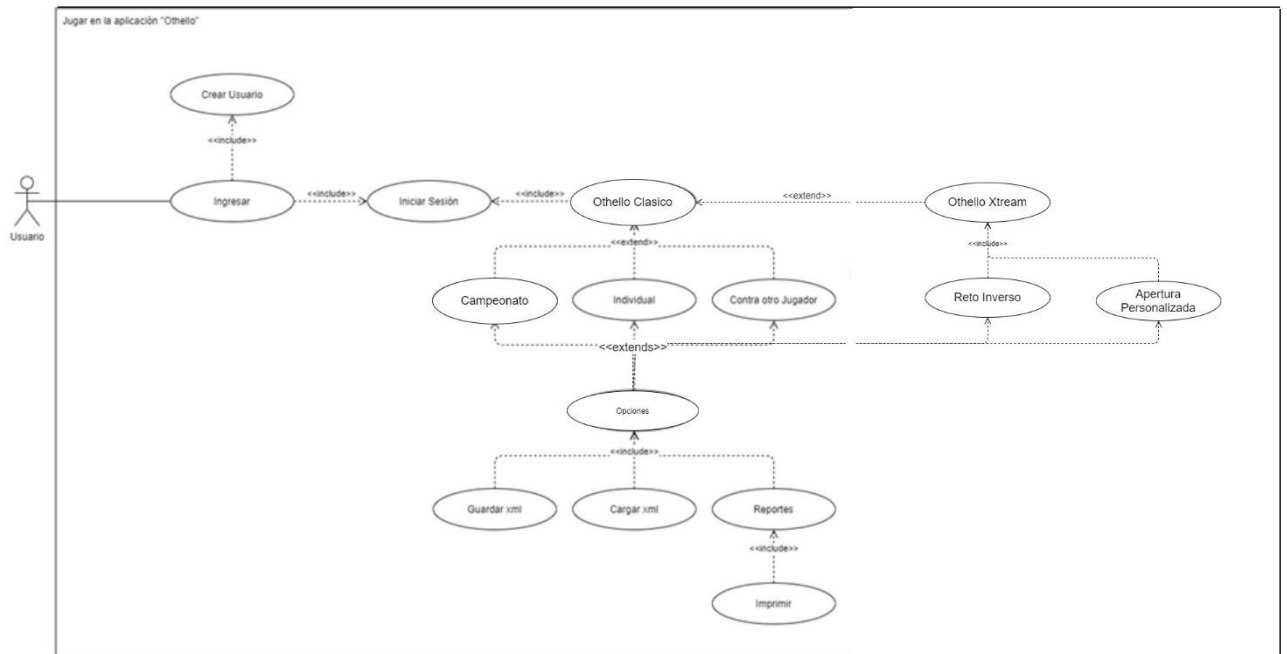 Jugar en la aplicación "Othello"
Crear Usuario
<<include>>
Usuario
Ingresar
<<include>>
Iniciar Sesión
<<include>>
Othello Clasico
<<extend>>
Othello Xtream
<<extend>>
<<include>>
Campeonato
Individual
Contra otro Jugador
Reto Inverso
Apertura
Personalizada
<<extends>>
Opciones
<<include>>
Guardar xml
Cargar xml
Reportes
<<include>>
Imprimir